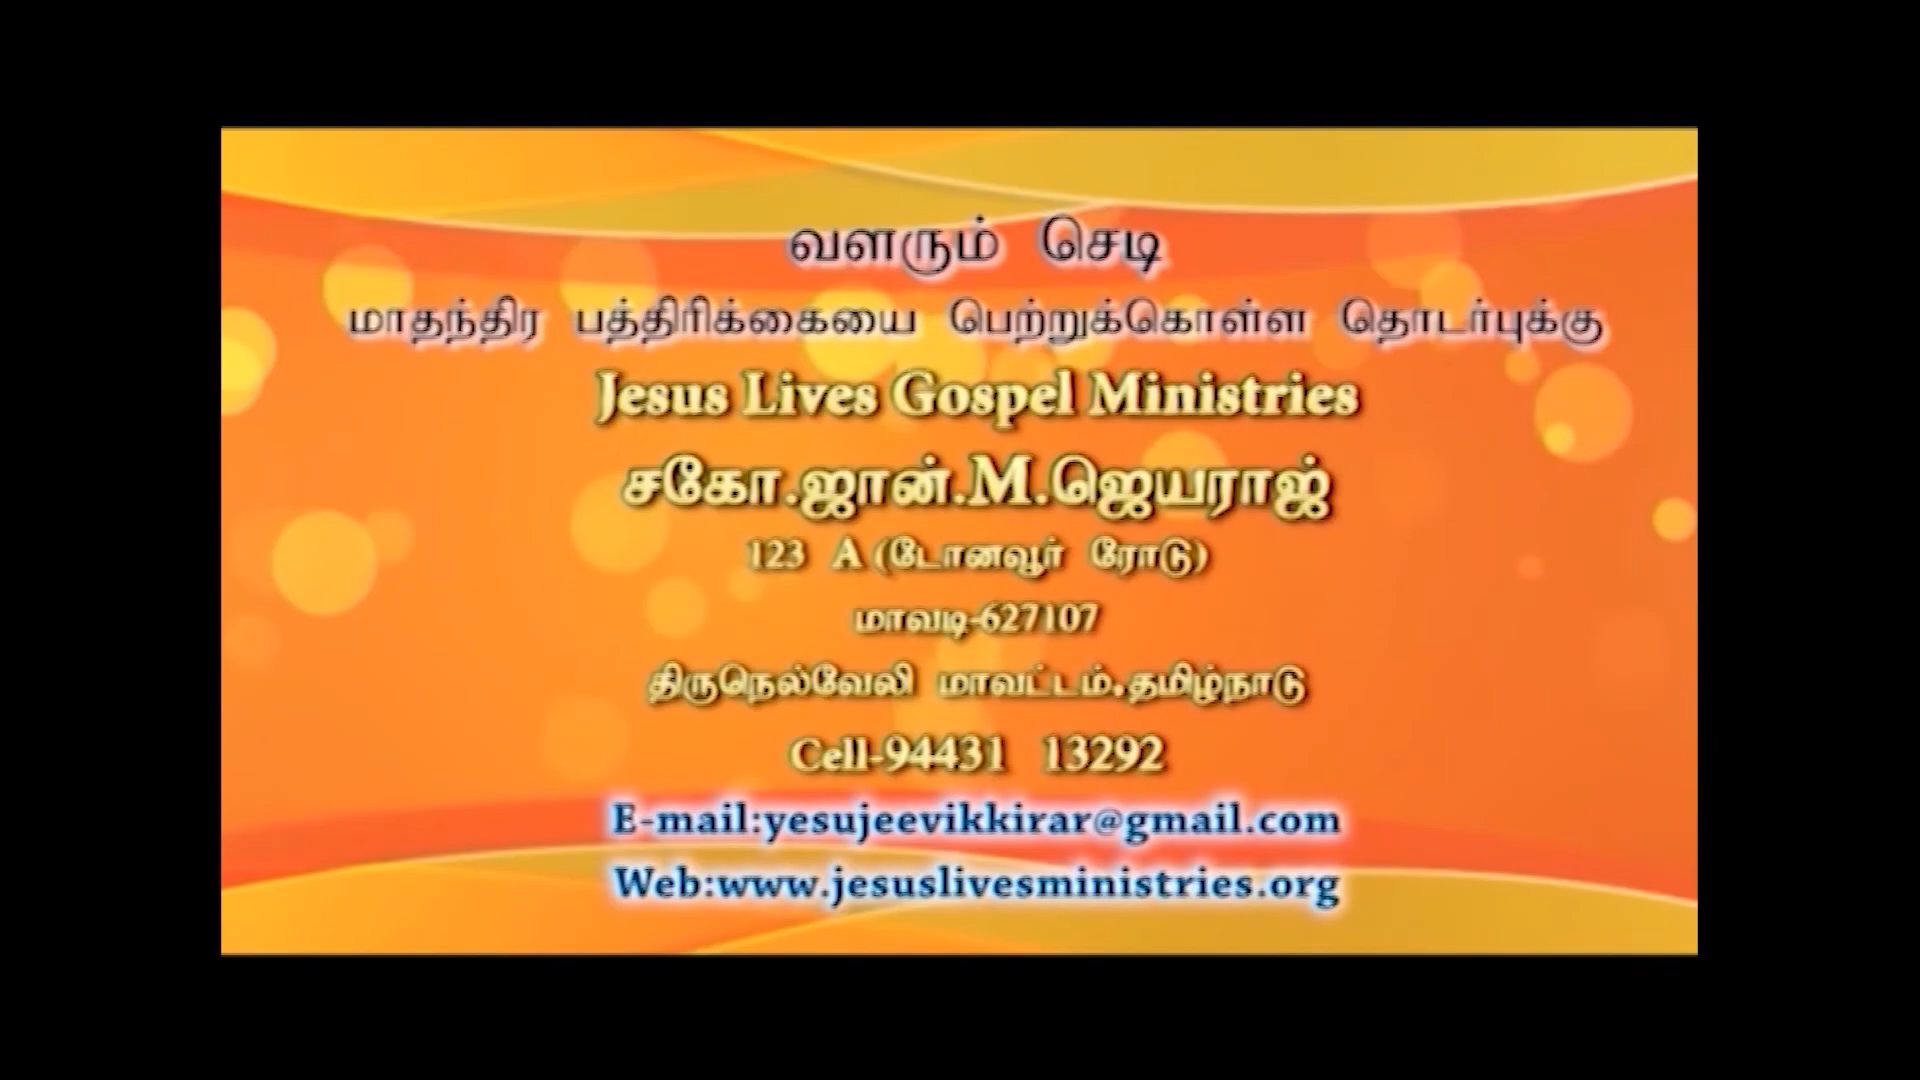 வளரும் செடி
மாதந்திர பத்திரிக்கையை பெற்றுக்கொள்ள தொடர்புக்கு
Jesus Lives Gospel Ministries
சகோ.ஜான்.M.ஜெயராஜ்
123 A (டோனவூர் ரோடு)
மாவடி-627107
திருநெல்வேலி மாவட்டம்.தமிழ்நாடு
Cell-94431 13292
E-mail:yesujeevikkirar@gmail.com
Web:www.jesuslivesministries.org